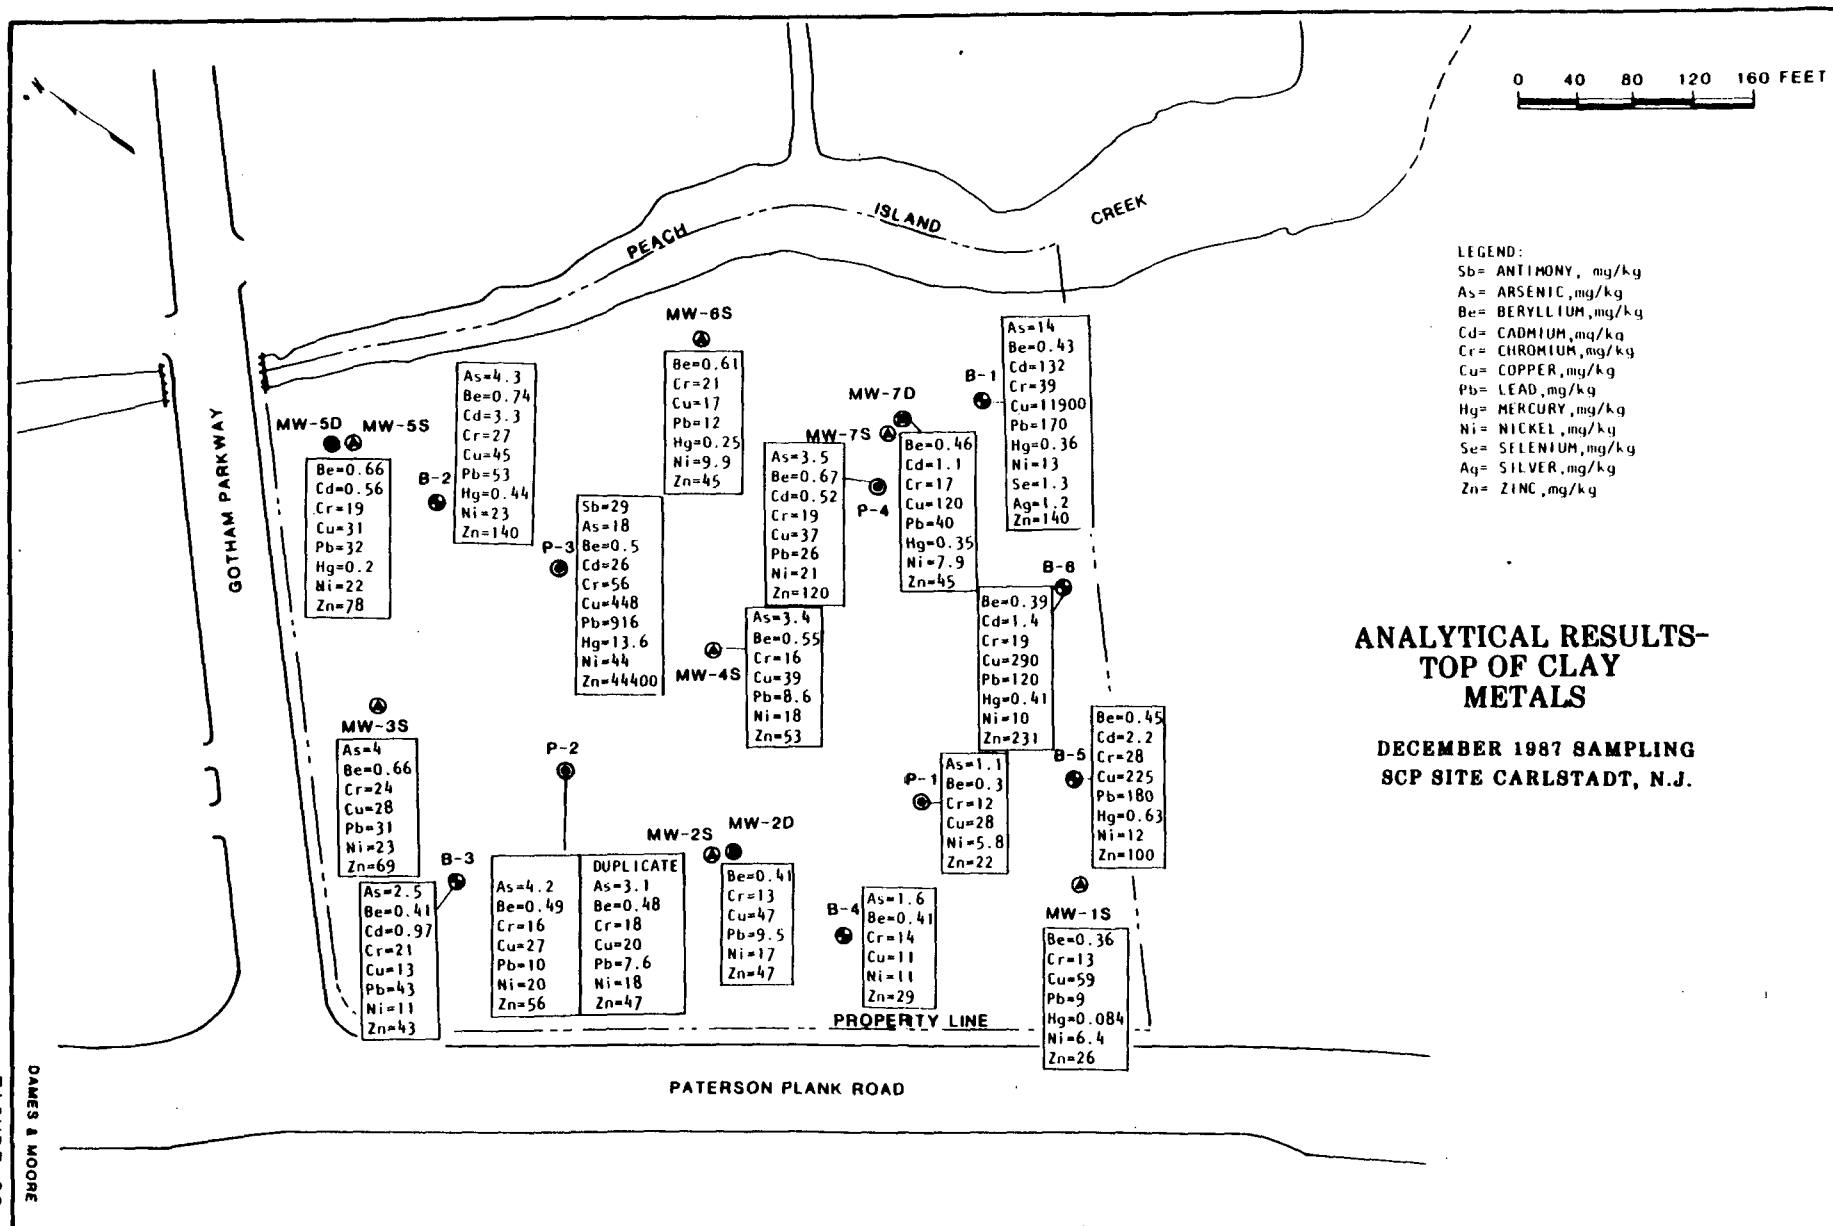 0 40 80 120 160 FEET
PEACH ISLAND CREEK
LEGEND:
Sb= ANTIMONY, mg/kg
As= ARSENIC,mg/kg
Be= BERYLLIUM,mg/kg
Cd= CADMIUM,mg/kg
Cr= CHROMIUM,mg/kg
Cu= COPPER,mg/kg
Pb= LEAD,mg/kg
Hg= MERCURY,mg/kg
Ni= NICKEL,mg/kg
Se= SELENIUM,mg/kg
Ag= SILVER,mg/kg
Zn= ZINC,mg/kg
ANALYTICAL RESULTS-
TOP OF CLAY
METALS
DECEMBER 1987 SAMPLING
SCP SITE CARLSTADT, N.J.
GOTHAM PARKWAY
MW-5D
MW-5S
Be=0.66
Cd=0.56
Cr=19
Cu=31
Pb=32
Hg=0.2
Ni=22
Zn=78
B-2
As=4.3
Be=0.74
Cd=3.3
Cr=27
Cu=45
Pb=53
Hg=0.44
Ni=23
Zn=140
P-3
Sb=29
As=18
Be=0.5
Cd=26
Cr=56
Cu=448
Pb=916
Hg=13.6
Ni=44
Zn=44400
MW-6S
Be=0.61
Cr=21
Cu=17
Pb=12
Hg=0.25
Ni=9.9
Zn=45
MW-7D
MW-7S
Be=0.46
Cd=1.1
Cr=17
Cu=120
Pb=40
Hg=0.35
Ni=7.9
Zn=45
P-4
As=3.5
Be=0.67
Cd=0.52
Cr=19
Cu=37
Pb=26
Ni=21
Zn=120
B-1
As=14
Be=0.43
Cd=132
Cr=39
Cu=11900
Pb=170
Hg=0.36
Ni=13
Se=1.3
Ag=1.2
Zn=140
B-6
Be=0.39
Cd=1.4
Cr=19
Cu=290
Pb=120
Hg=0.41
Ni=10
Zn=231
MW-4S
As=3.4
Be=0.55
Cr=16
Cu=39
Pb=8.6
Ni=18
Zn=53
MW-3S
As=4
Be=0.66
Cr=24
Cu=28
Pb=31
Ni=23
Zn=69
B-3
As=2.5
Be=0.41
Cd=0.97
Cr=21
Cu=13
Pb=43
Ni=11
Zn=43
P-2
As=4.2
Be=0.49
Cr=16
Cu=27
Pb=10
Ni=20
Zn=56
DUPLICATE
As=3.1
Be=0.48
Cr=18
Cu=20
Pb=7.6
Ni=18
Zn=47
MW-2S
MW-2D
Be=0.41
Cr=13
Cu=47
Pb=9.5
Ni=17
Zn=47
B-4
As=1.6
Be=0.41
Cr=14
Cu=11
Ni=11
Zn=29
P-1
As=1.1
Be=0.3
Cr=12
Cu=28
Ni=5.8
Zn=22
B-5
Be=0.45
Cd=2.2
Cr=28
Cu=225
Pb=180
Hg=0.63
Ni=12
Zn=100
MW-1S
Be=0.36
Cr=13
Cu=59
Pb=9
Hg=0.084
Ni=6.4
Zn=26
PROPERTY LINE
PATERSON PLANK ROAD
DAMES & MOORE